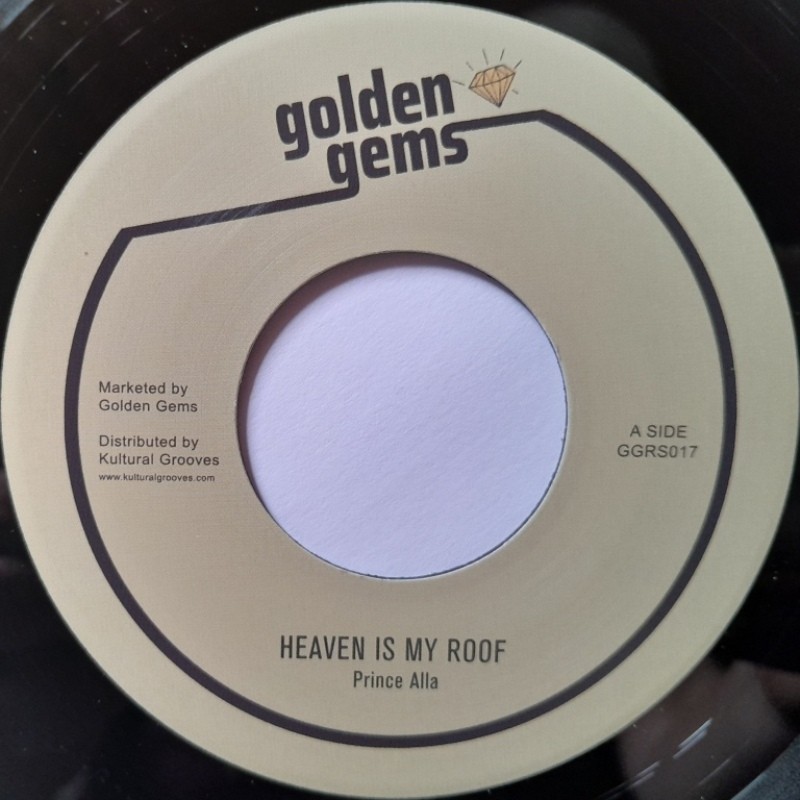 golden
gems
Marketed by
Golden Gems
Distributed by
Kultural Grooves
www.kulturalgrooves.com
A SIDE
GGRS017
HEAVEN IS MY ROOF
Prince Alla